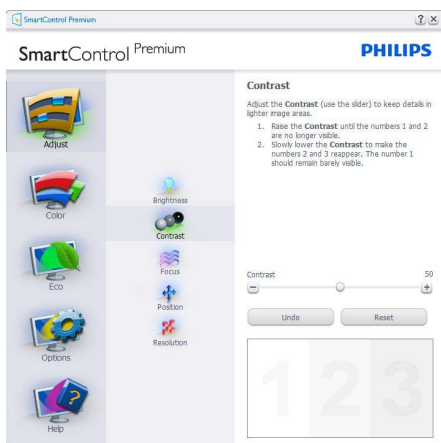 SmartControl Premium
? ×
SmartControl Premium
PHILIPS
Adjust
Color
Eco
Options
Help
Brightness
Contrast
Focus
Position
Resolution
Contrast
Adjust the Contrast (use the slider) to keep details in
lighter image areas.
1. Raise the Contrast until the numbers 1 and 2
are no longer visible.
2. Slowly lower the Contrast to make the
numbers 2 and 3 reappear. The number 1
should remain barely visible.
Contrast 50
Undo Reset
1 2 3